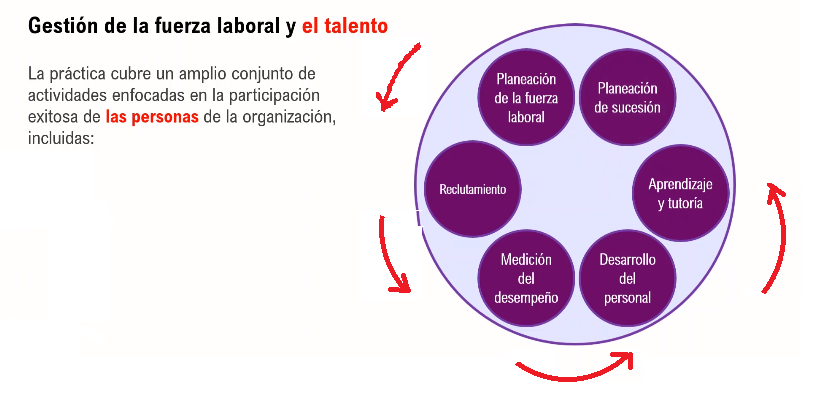 Gestión de la fuerza laboral y el talento
La práctica cubre un amplio conjunto de
actividades enfocadas en la participación
exitosa de las personas de la organización,
incluidas:
Planeación
de la fuerza
laboral
Planeación
de sucesión
Reclutamiento
Aprendizaje
y tutoría
Medición
del
desempeño
Desarrollo
del
personal